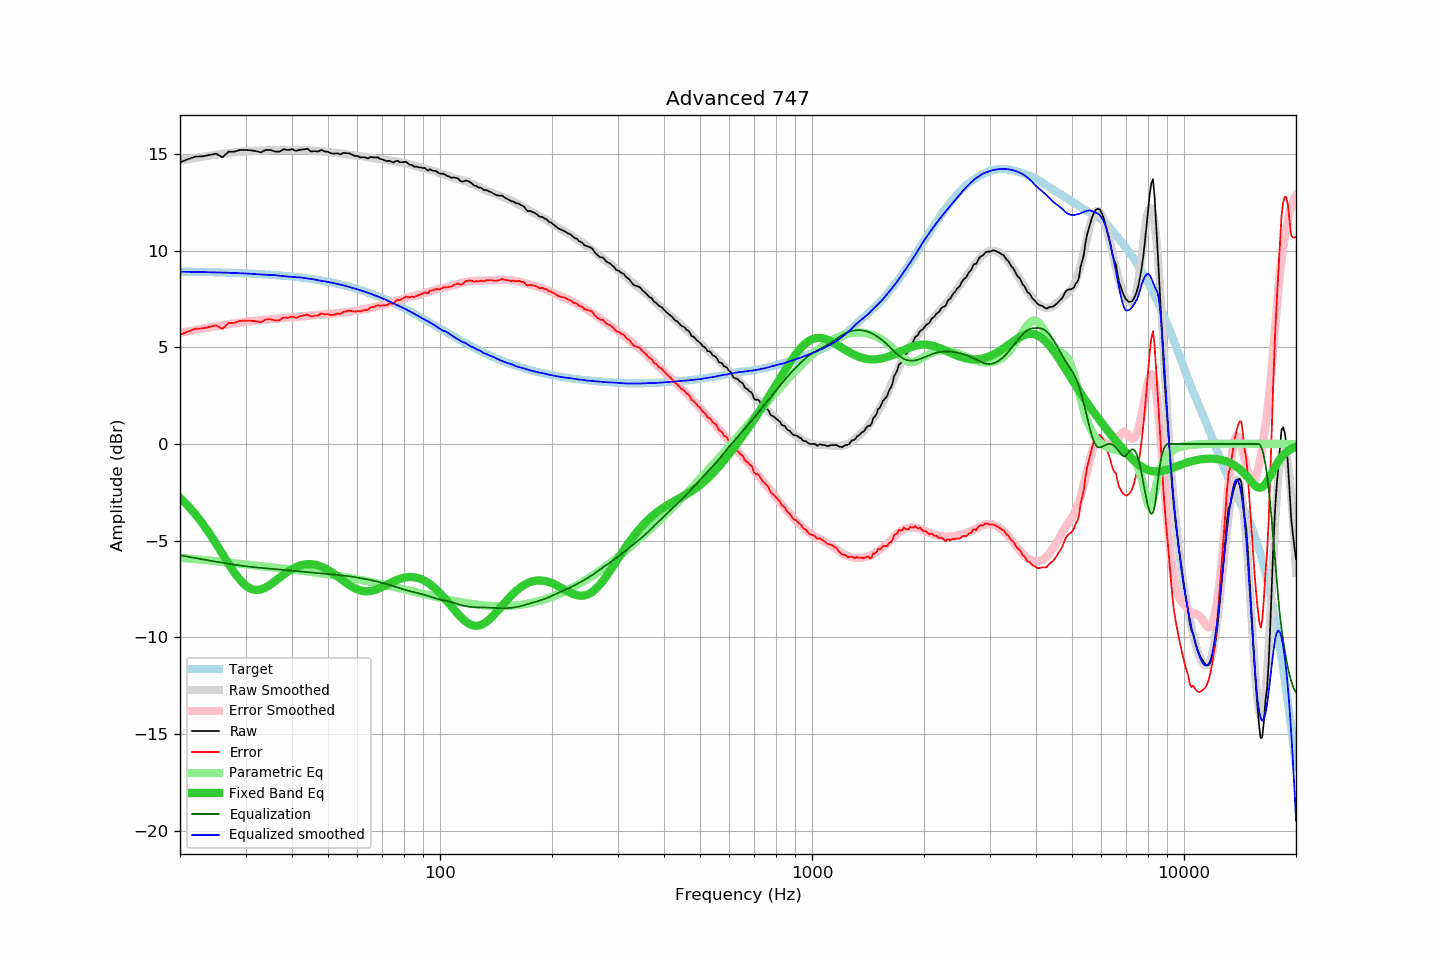 Advanced 747
15
10
5
0
−5
−10
−15
−20
Amplitude (dBr)
Target
Raw Smoothed
Error Smoothed
Raw
Error
Parametric Eq
Fixed Band Eq
Equalization
Equalized smoothed
100
1000
10000
Frequency (Hz)